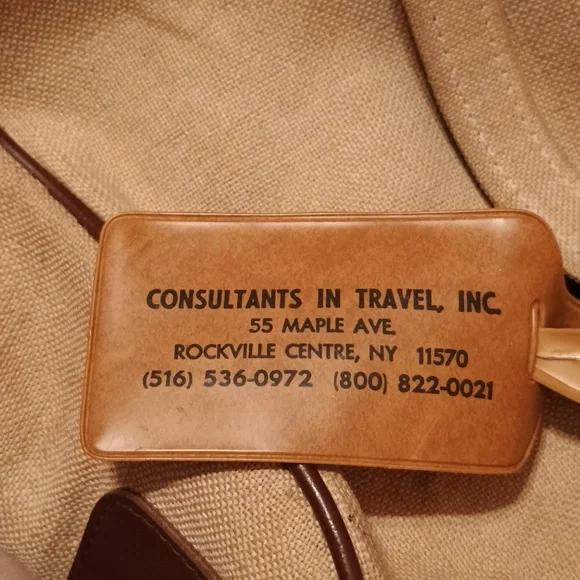 CONSULTANTS IN TRAVEL, INC.
55 MAPLE AVE.
ROCKVILLE CENTRE, NY 11570
(516) 536-0972 (800) 822-0021